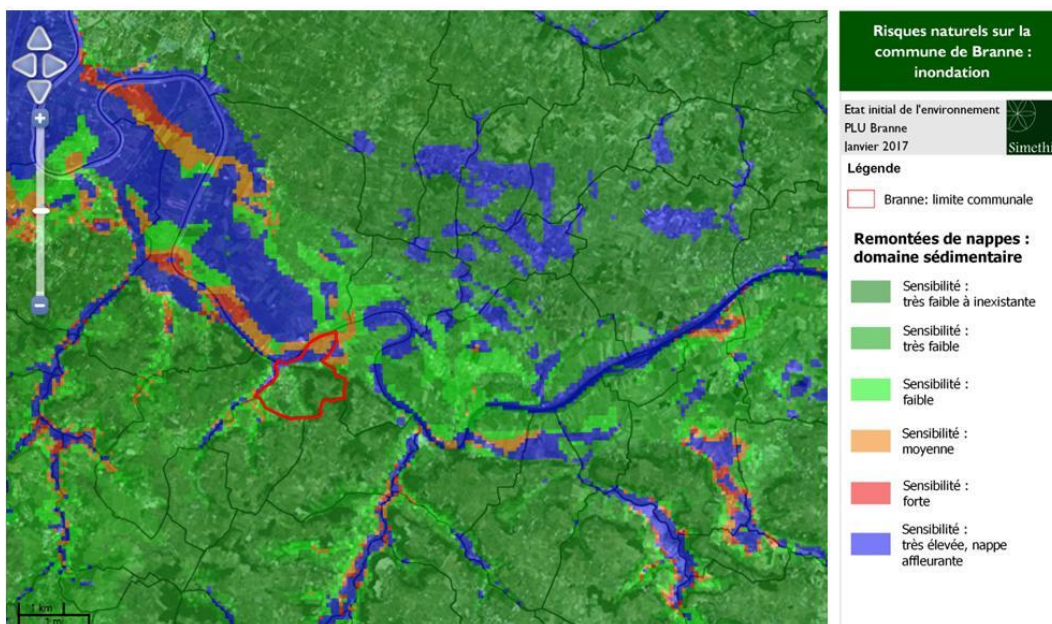 Risques naturels sur la
commune de Branne :
inondation
Etat initial de l'environnement
PLU Branne
Janvier 2017
Simethi
Légende
Branne: limite communale
Remontées de nappes :
domaine sédimentaire
Sensibilité :
très faible à inexistante
Sensibilité :
très faible
Sensibilité :
faible
Sensibilité :
moyenne
Sensibilité :
forte
Sensibilité :
très élevée, nappe
affleurante
1 km